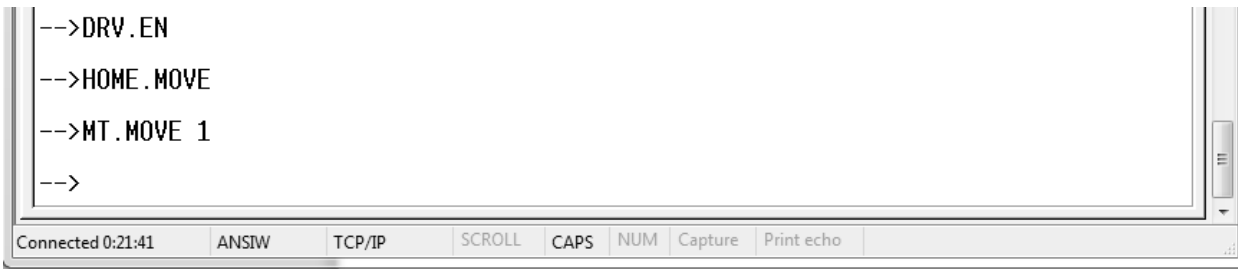 -->DRV.EN
-->HOME.MOVE
-->MT.MOVE 1
-->
Connected 0:21:41 ANSIW TCP/IP SCROLL CAPS NUM Capture Print echo